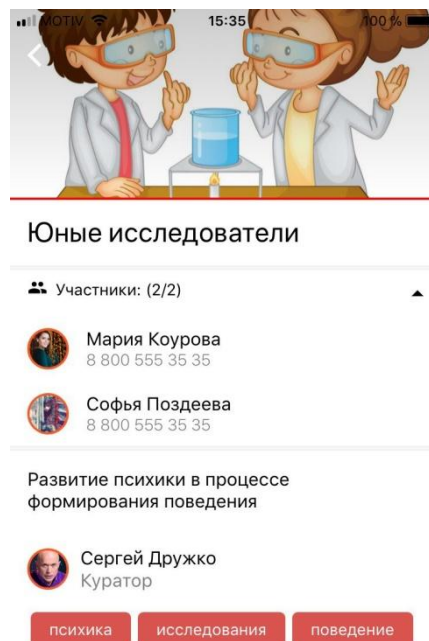 MOTIV 15:35 100 %
Юные исследователи
Участники: (2/2)
Мария Коурова
8 800 555 35 35
Софья Поздеева
8 800 555 35 35
Развитие психики в процессе
формирования поведения
Сергей Дружко
Куратор
психика исследования поведение